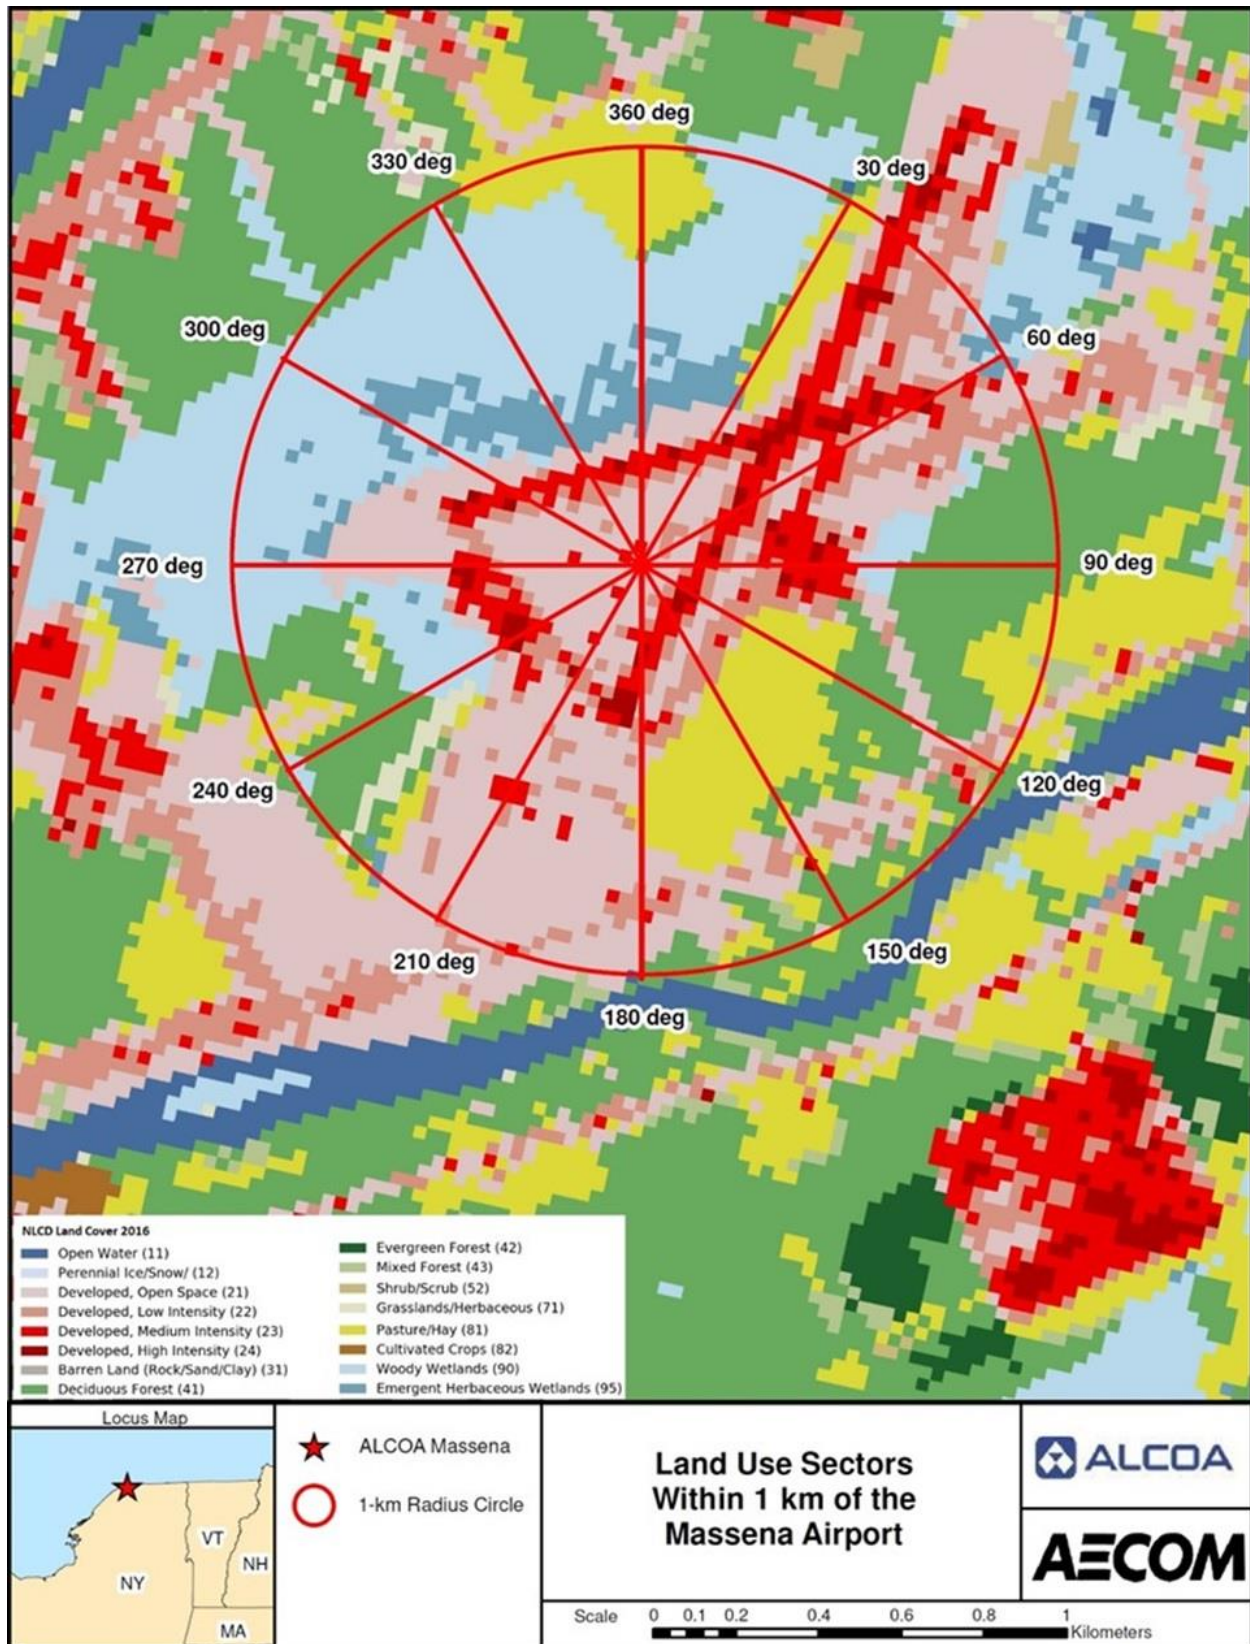 360 deg
330 deg
30 deg
300 deg
60 deg
270 deg
90 deg
240 deg
120 deg
210 deg
150 deg
180 deg
NLCD Land Cover 2016
Open Water (11)
Perennial Ice/Snow/ (12)
Developed, Open Space (21)
Developed, Low Intensity (22)
Developed, Medium Intensity (23)
Developed, High Intensity (24)
Barren Land (Rock/Sand/Clay) (31)
Deciduous Forest (41)
Evergreen Forest (42)
Mixed Forest (43)
Shrub/Scrub (52)
Grasslands/Herbaceous (71)
Pasture/Hay (81)
Cultivated Crops (82)
Woody Wetlands (90)
Emergent Herbaceous Wetlands (95)
Locus Map
VT
NH
NY
MA
ALCOA Massena
1-km Radius Circle
Land Use Sectors
Within 1 km of the
Massena Airport
ALCOA
AECOM
Scale 0 0.1 0.2 0.4 0.6 0.8 1
Kilometers